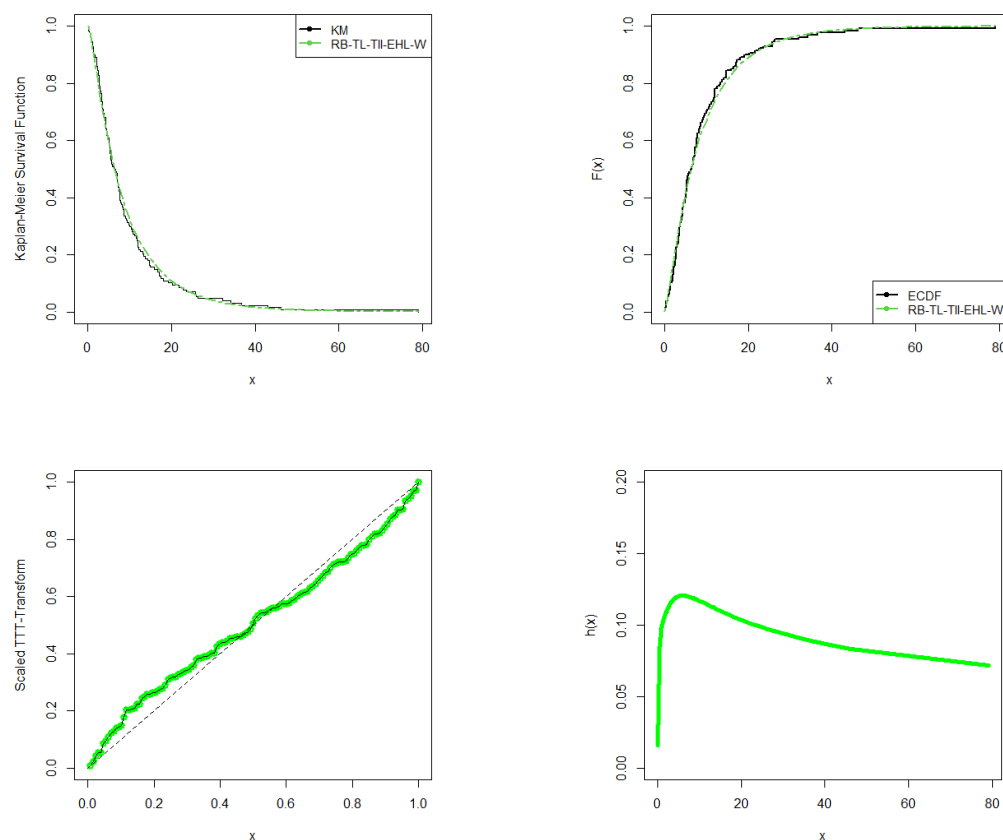 Kaplan-Meier Survival Function
0.0 0.2 0.4 0.6 0.8 1.0
KM
RB-TL-TII-EHL-W
0 20 40 60 80
x
F(x)
0.0 0.2 0.4 0.6 0.8 1.0
ECDF
RB-TL-TII-EHL-W
0 20 40 60 80
x
Scaled TTT-Transform
0.0 0.2 0.4 0.6 0.8 1.0
0.0 0.2 0.4 0.6 0.8 1.0
x
h(x)
0.00 0.05 0.10 0.15 0.20
0 20 40 60 80
x